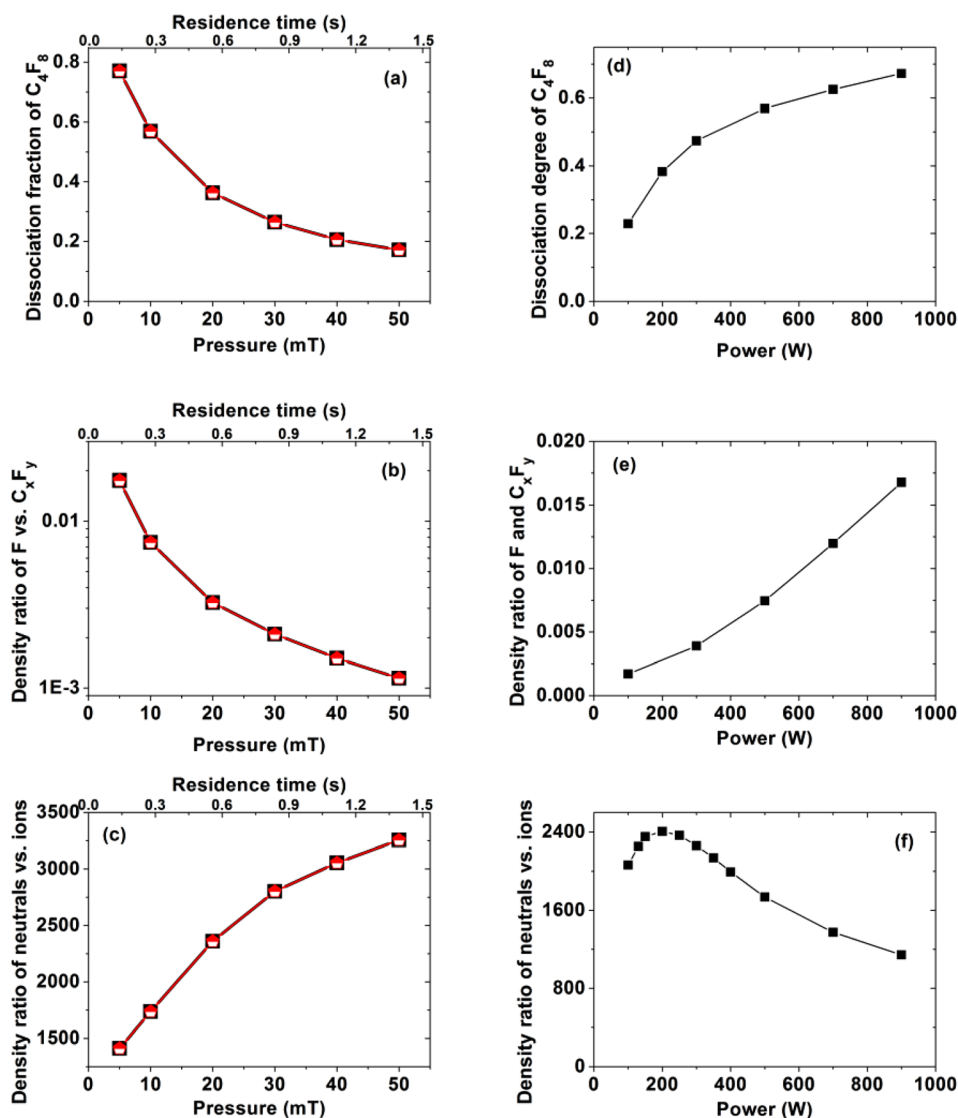 Residence time (s)
0.0 0.3 0.6 0.9 1.2 1.5
Dissociation fraction of C₄F₈
0.8
0.6
0.4
0.2
0.0
(a)
0 10 20 30 40 50
Pressure (mT)
Dissociation degree of C₄F₈
0.6
0.4
0.2
0.0
(d)
0 200 400 600 800 1000
Power (W)
Residence time (s)
0.0 0.3 0.6 0.9 1.2 1.5
Density ratio of F vs. CₓFᵧ
0.01
1E-3
(b)
0 10 20 30 40 50
Pressure (mT)
Density ratio of F and CₓFᵧ
0.020
0.015
0.010
0.005
0.000
(e)
0 200 400 600 800 1000
Power (W)
Residence time (s)
0.0 0.3 0.6 0.9 1.2 1.5
Density ratio of neutrals vs. ions
3500
3000
2500
2000
1500
(c)
0 10 20 30 40 50
Pressure (mT)
Density ratio of neutrals vs. ions
2400
1600
800
0
(f)
0 200 400 600 800 1000
Power (W)